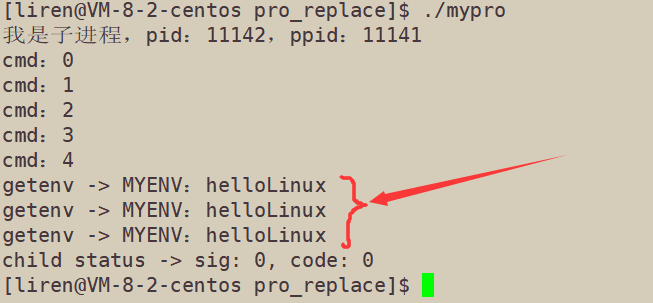 [liren@VM-8-2-centos pro_replace]$ ./mypro
我是子进程，pid：11142，ppid：11141
cmd：0
cmd：1
cmd：2
cmd：3
cmd：4
getenv -> MYENV：helloLinux
getenv -> MYENV：helloLinux
getenv -> MYENV：helloLinux
child status -> sig: 0, code: 0
[liren@VM-8-2-centos pro_replace]$